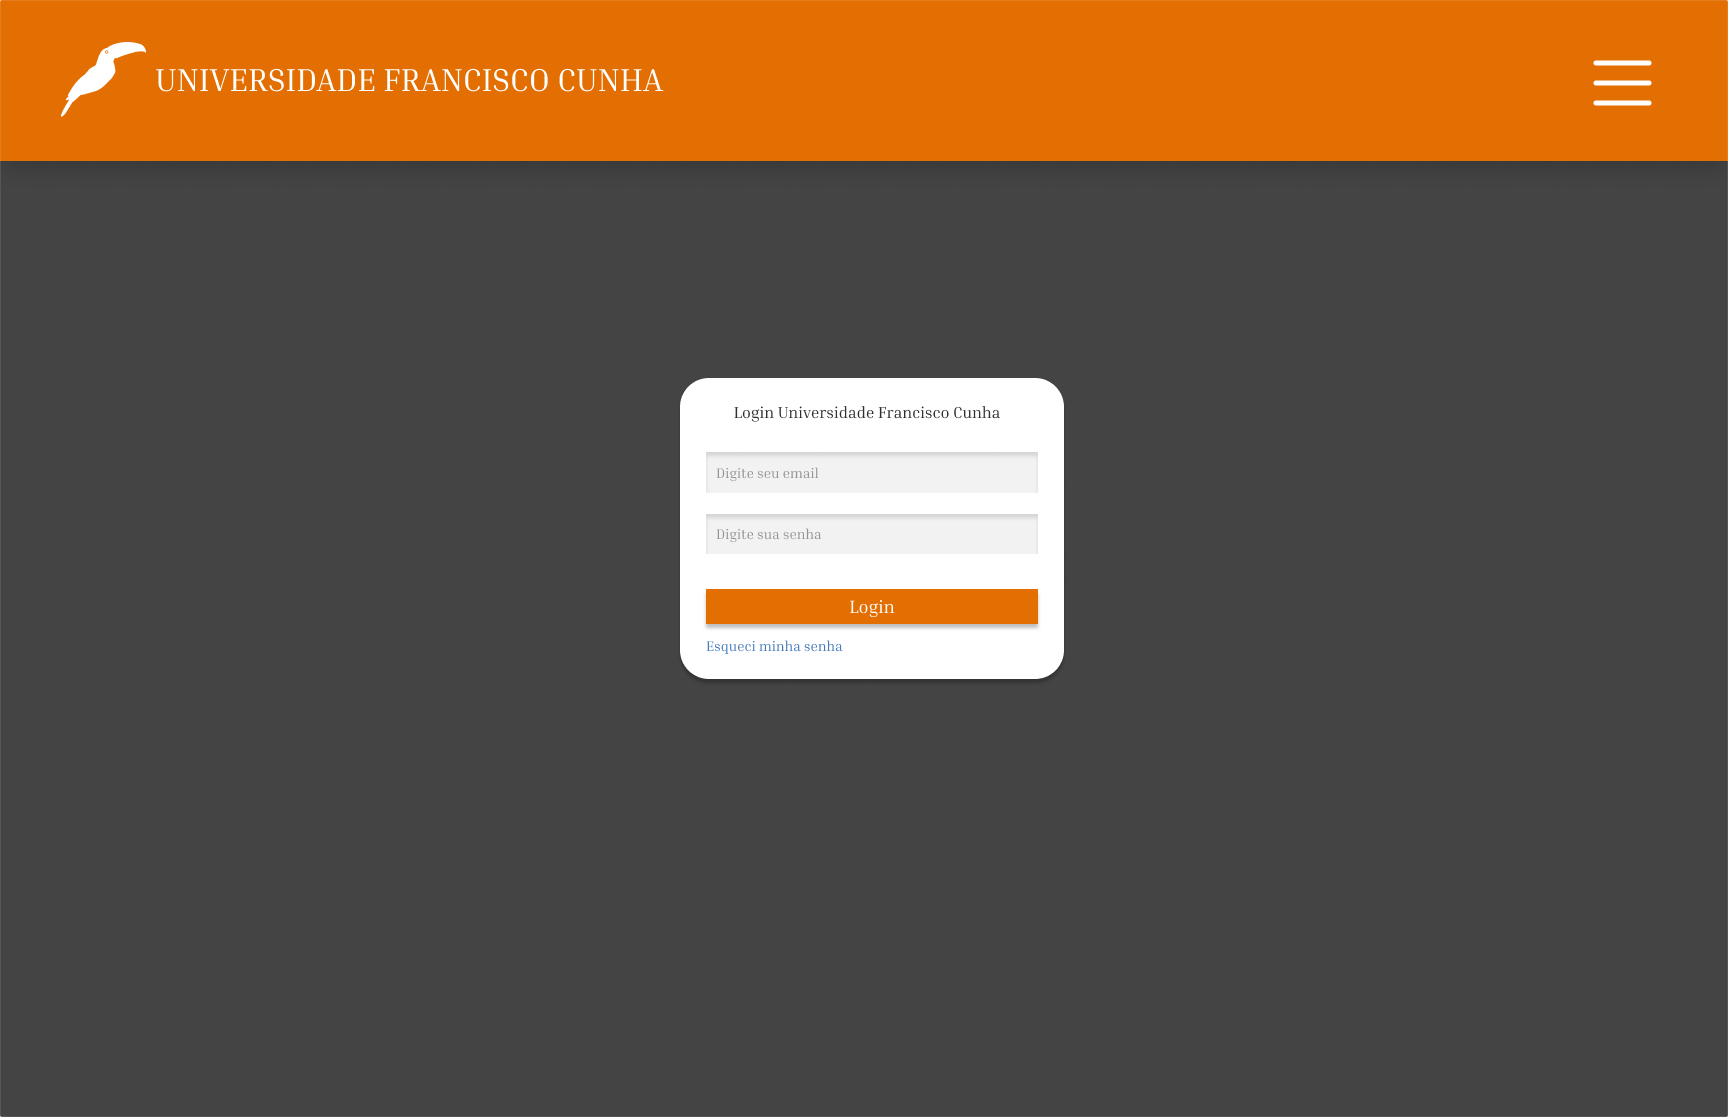 UNIVERSIDADE FRANCISCO CUNHA
Login Universidade Francisco Cunha
Digite seu email
Digite sua senha
Login
Esqueci minha senha